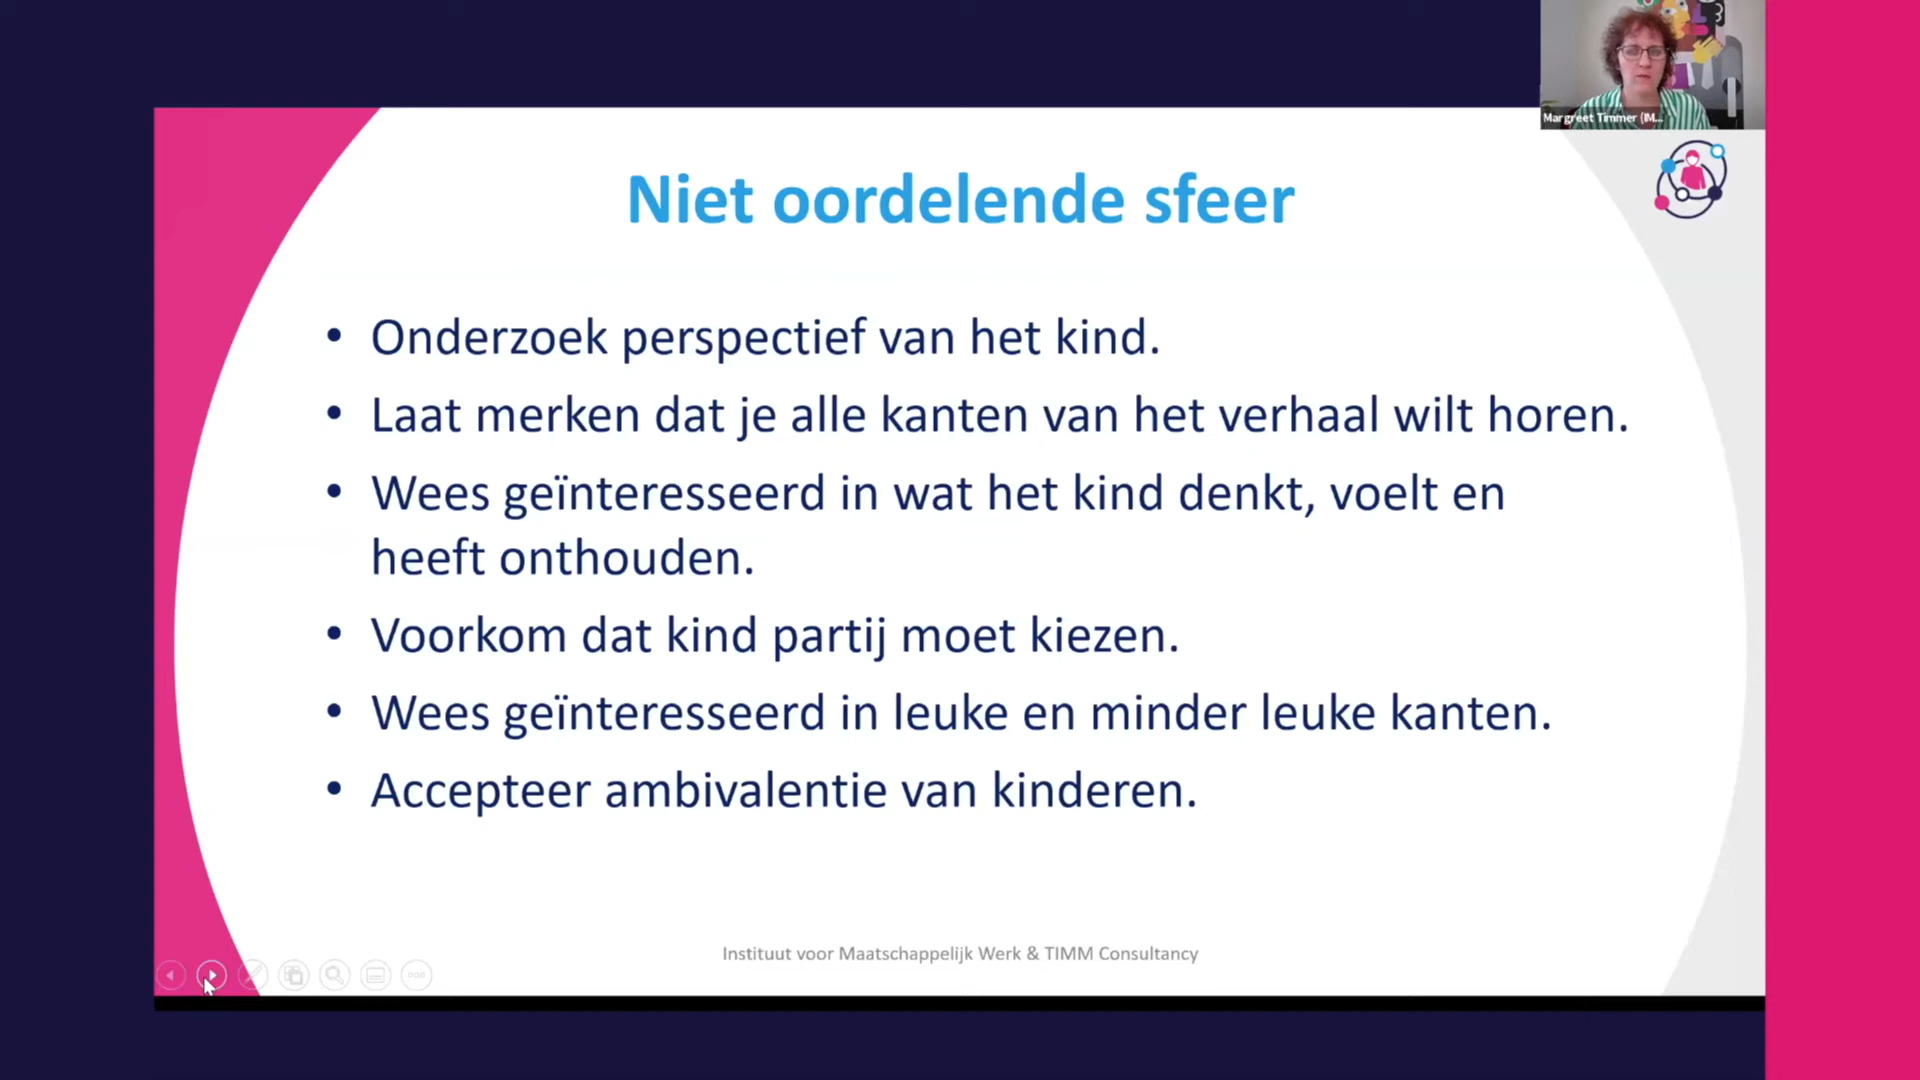 Margreet Timmer (IM...
Niet oordelende sfeer
• Onderzoek perspectief van het kind.
• Laat merken dat je alle kanten van het verhaal wilt horen.
• Wees geïnteresseerd in wat het kind denkt, voelt en
heeft onthouden.
• Voorkom dat kind partij moet kiezen.
• Wees geïnteresseerd in leuke en minder leuke kanten.
• Accepteer ambivalentie van kinderen.
Instituut voor Maatschappelijk Werk & TIMM Consultancy